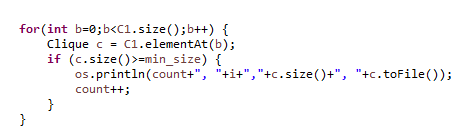 for(int b=0;b<C1.size();b++) {
Clique c = C1.elementAt(b);
if (c.size()>=min_size) {
os.println(count+", "+i+","+c.size()+", "+c.toFile());
count++;
}
}